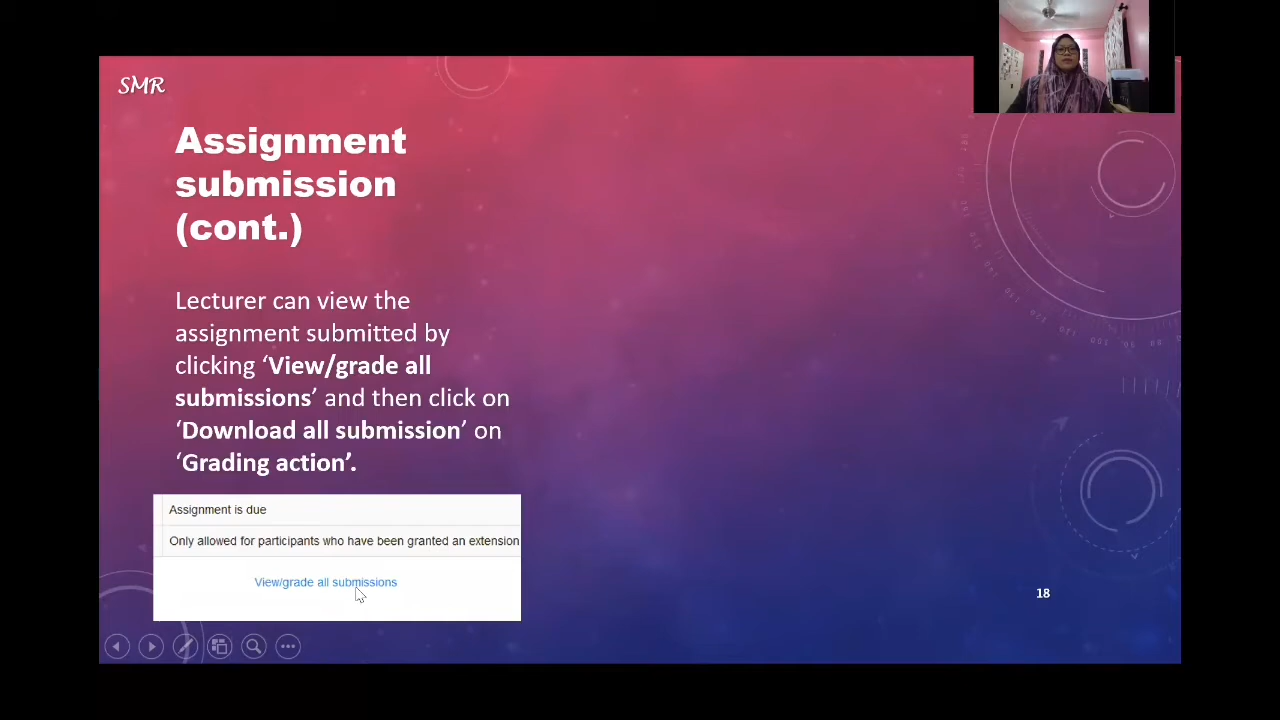 SMR
Assignment
submission
(cont.)
Lecturer can view the
assignment submitted by
clicking ‘View/grade all
submissions’ and then click on
‘Download all submission’ on
‘Grading action’.
Assignment is due
Only allowed for participants who have been granted an extension
View/grade all submissions
18